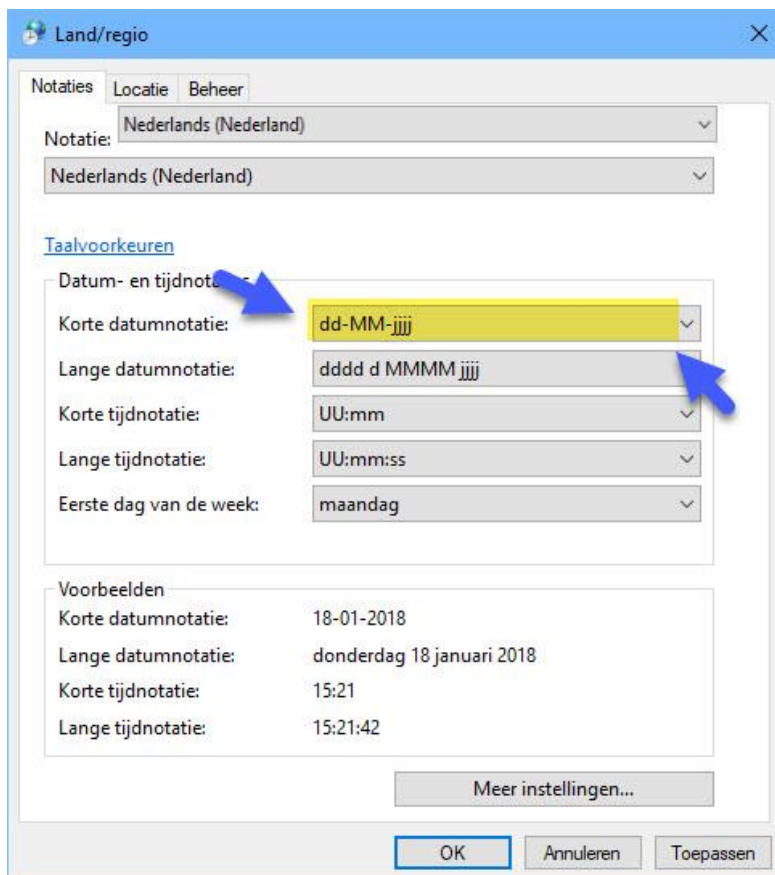 Land/regio
Notaties Locatie Beheer
Notatie: Nederlands (Nederland)
Nederlands (Nederland)
Taalvoorkeuren
Datum- en
Korte datumnotatie: dd-MM-jjjj
Lange datumnotatie: dddd d MMMM jjjj
Korte tijdnotatie: UU:mm
Lange tijdnotatie: UU:mm:ss
Eerste dag van de week: maandag
Voorbeelden
Korte datumnotatie: 18-01-2018
Lange datumnotatie: donderdag 18 januari 2018
Korte tijdnotatie: 15:21
Lange tijdnotatie: 15:21:42
Meer instellingen...
OK Annuleren Toepassen